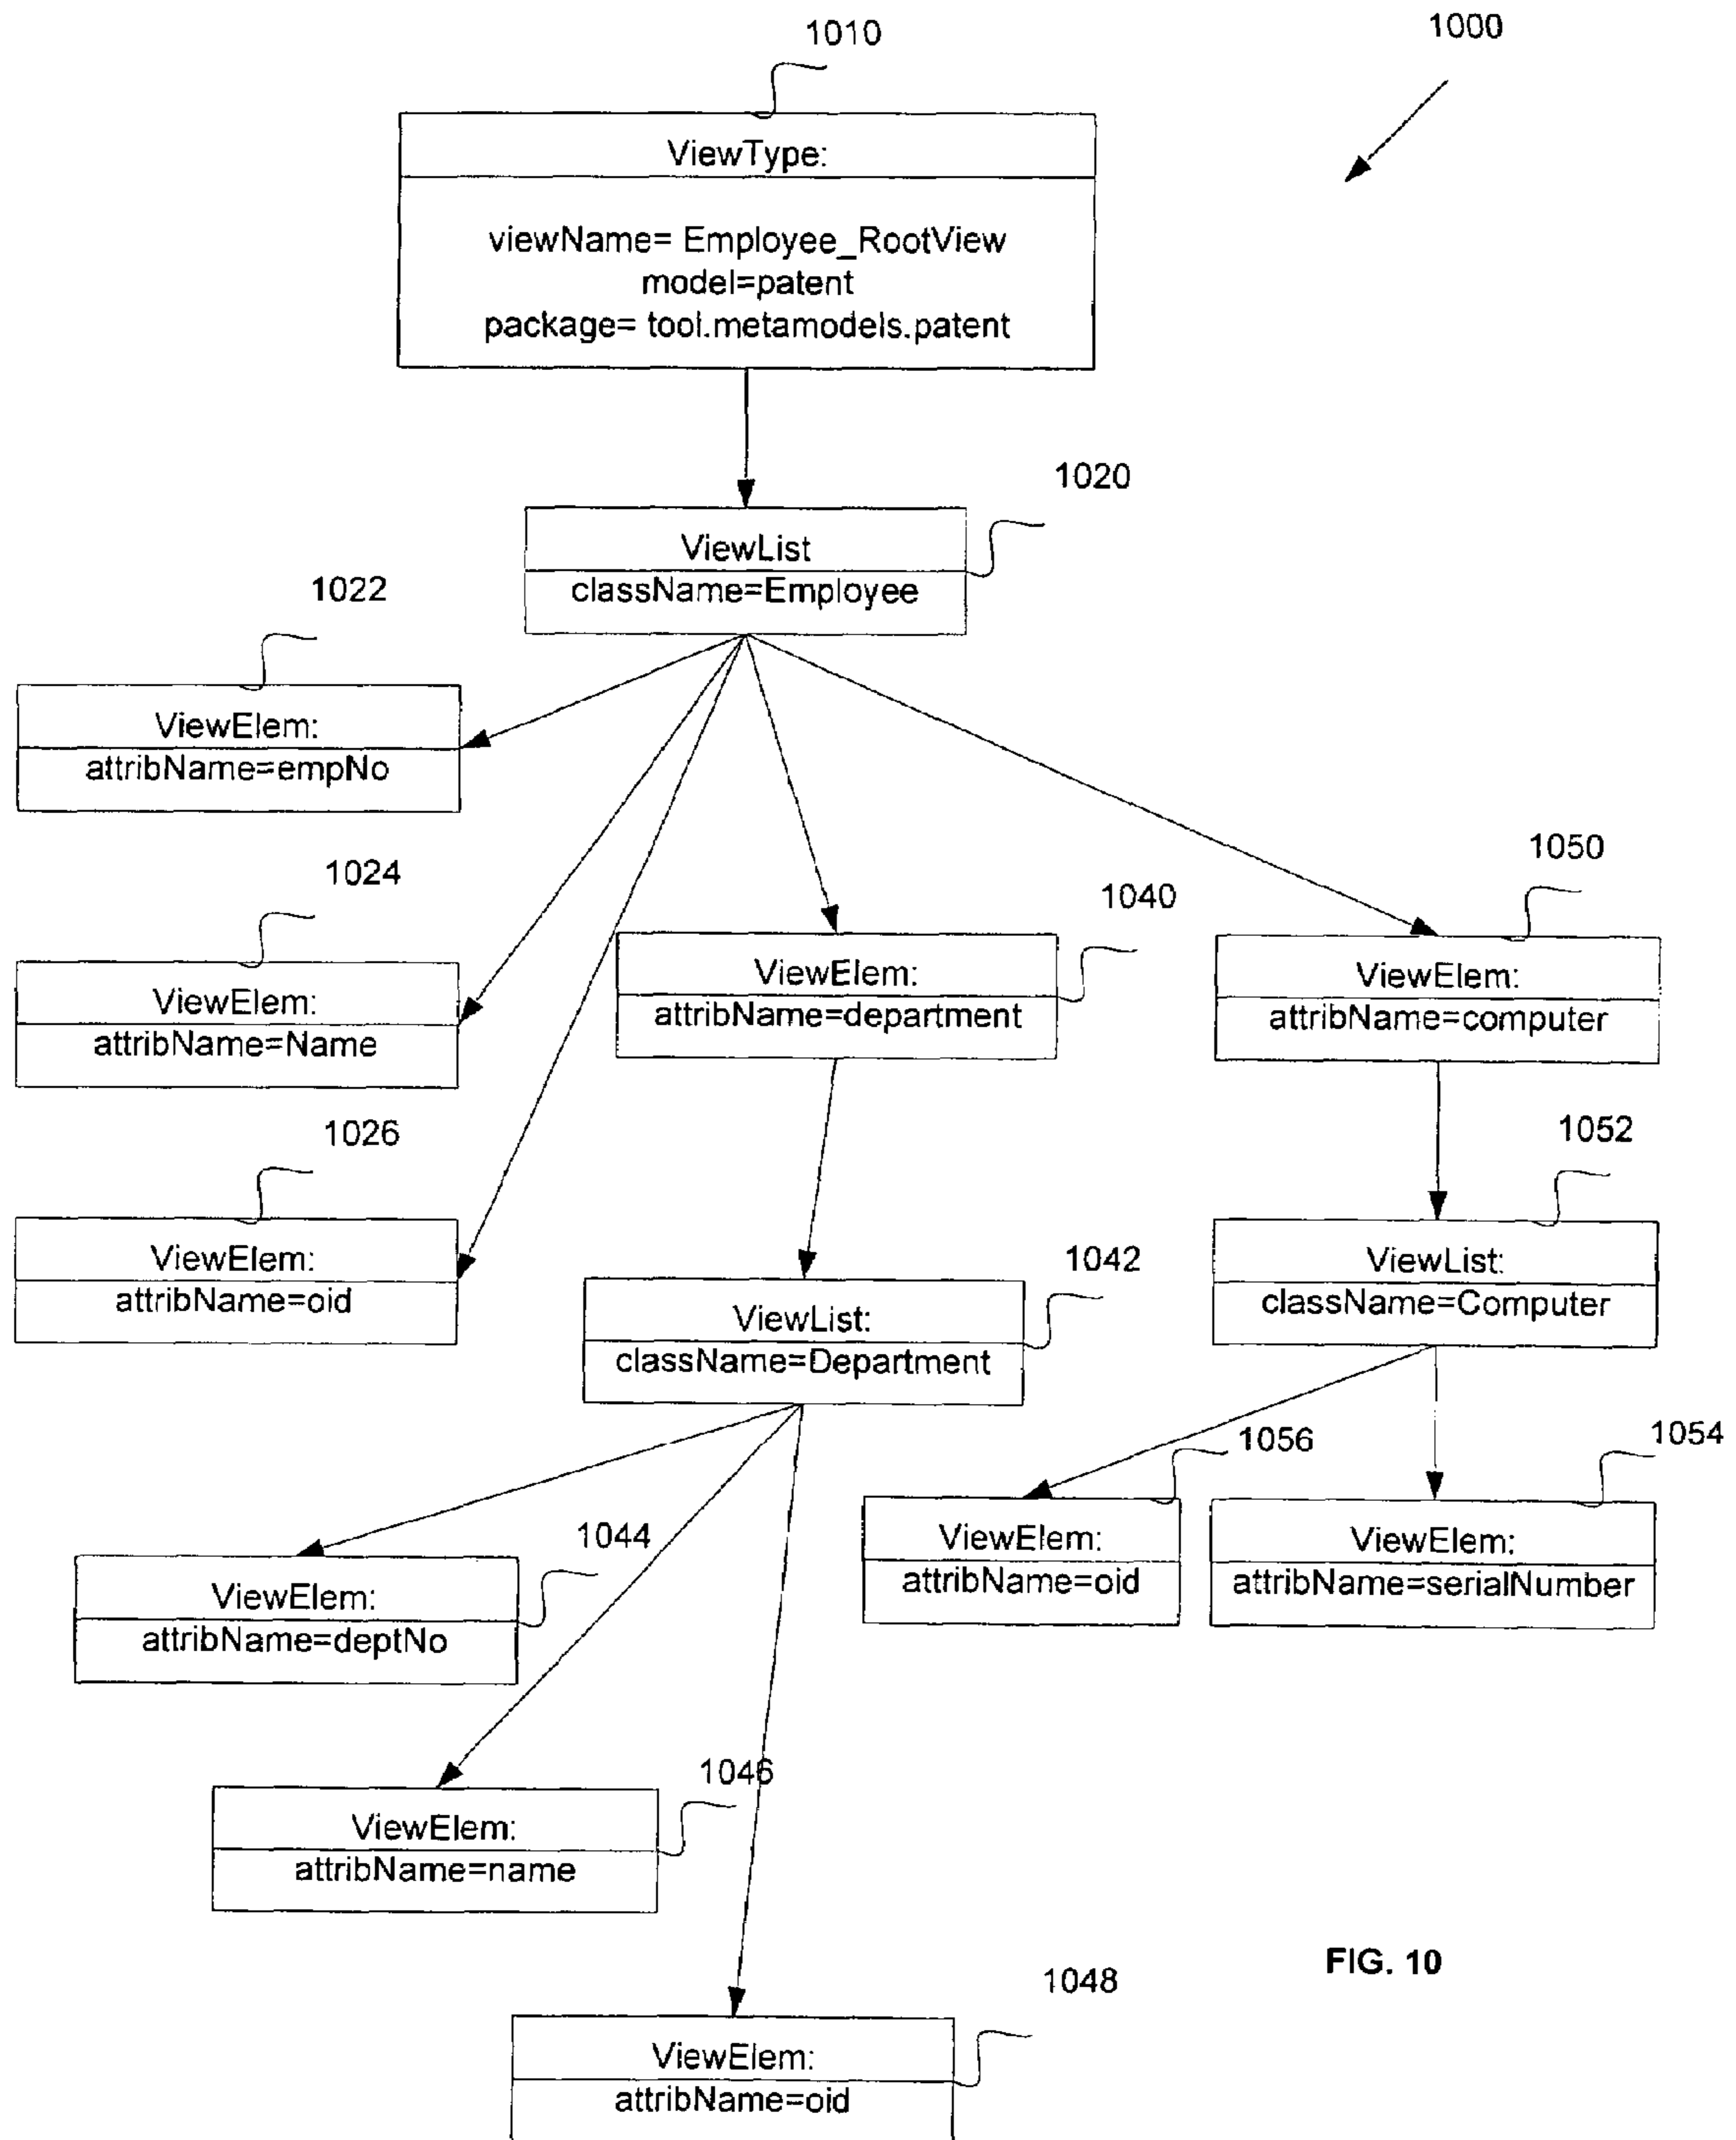 1010
1000
ViewType:
viewName= Employee_RootView
model=patent
package= tool.metamodels.patent
1020
ViewList
className=Employee
1022
ViewElem:
attribName=empNo
1024
ViewElem:
attribName=Name
1026
ViewElem:
attribName=oid
1040
ViewElem:
attribName=department
1050
ViewElem:
attribName=computer
1052
ViewList:
className=Computer
1042
ViewList:
className=Department
1056
ViewElem:
attribName=oid
1054
ViewElem:
attribName=serialNumber
1044
ViewElem:
attribName=deptNo
1046
ViewElem:
attribName=name
1048
ViewElem:
attribName=oid
FIG. 10